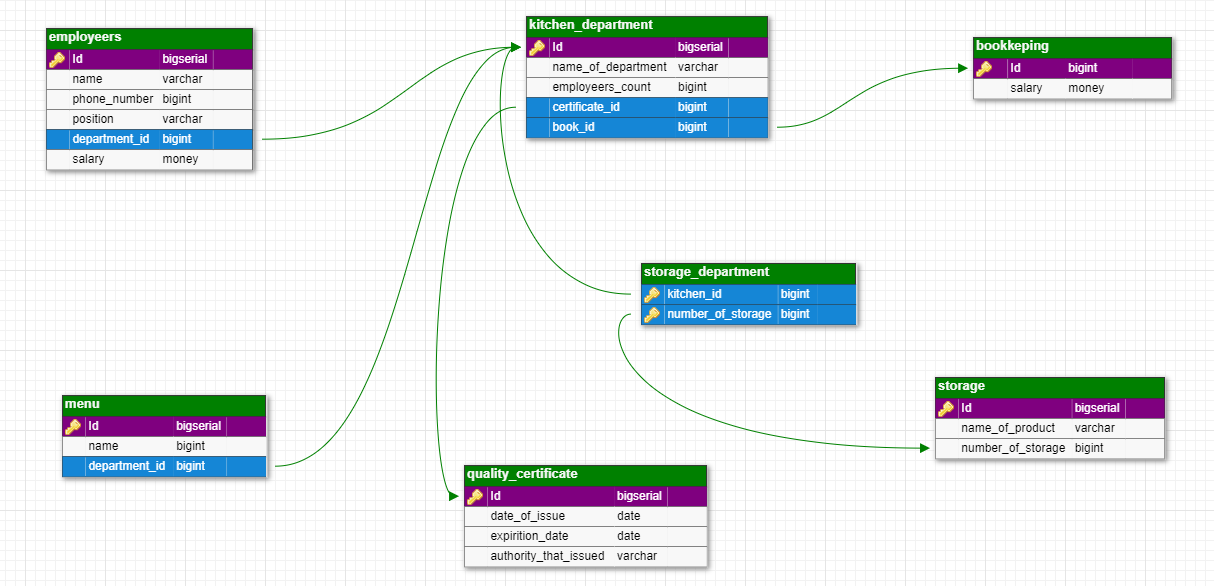 employeers
Id bigserial
name varchar
phone_number bigint
position varchar
department_id bigint
salary money
kitchen_department
Id bigserial
name_of_department varchar
employeers_count bigint
certificate_id bigint
book_id bigint
bookkeping
Id bigint
salary money
storage_department
kitchen_id bigint
number_of_storage bigint
storage
Id bigserial
name_of_product varchar
number_of_storage bigint
menu
Id bigserial
name bigint
department_id bigint
quality_certificate
Id bigserial
date_of_issue date
expirition_date date
authority_that_issued varchar